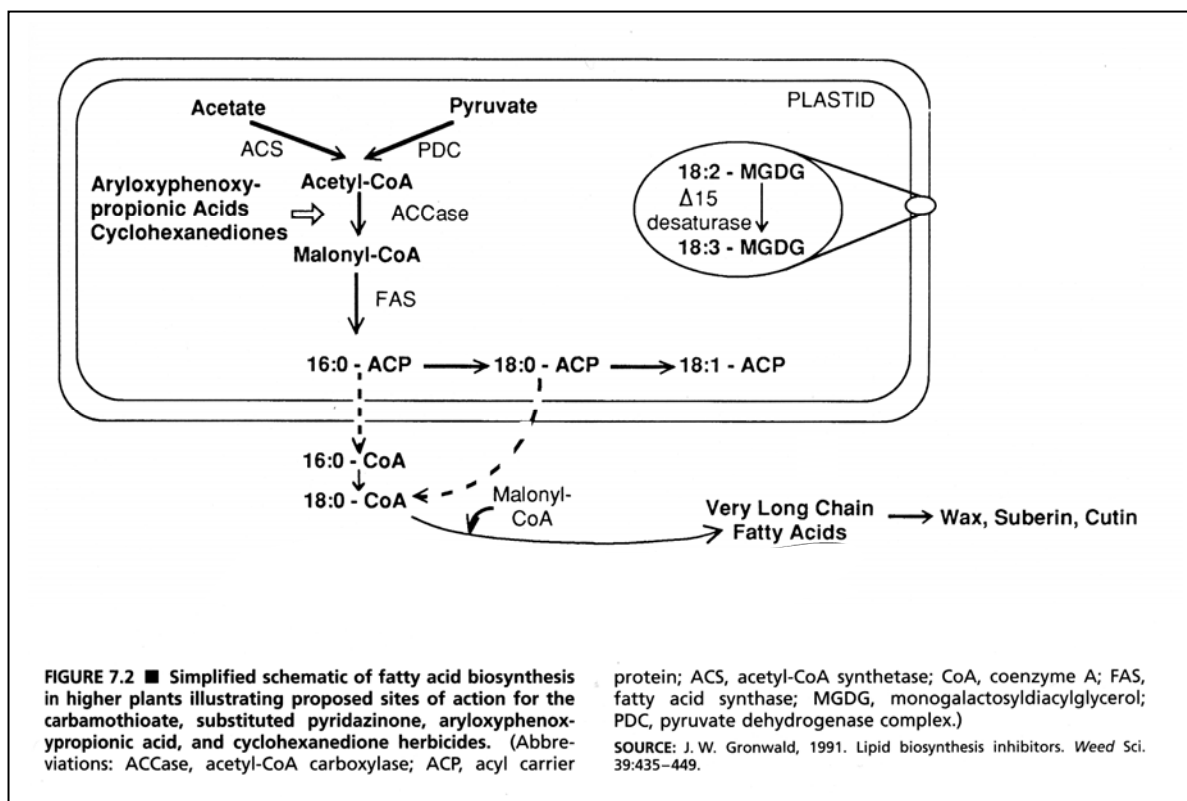 PLASTID
Acetate
Pyruvate
ACS
PDC
Acetyl-CoA
Aryloxyphenoxy-
propionic Acids
Cyclohexanediones
ACCase
Malonyl-CoA
FAS
18:2 - MGDG
Δ15
desaturase
18:3 - MGDG
16:0 - ACP
18:0 - ACP
18:1 - ACP
16:0 - CoA
18:0 - CoA
Malonyl-
CoA
Very Long Chain
Fatty Acids
Wax, Suberin, Cutin
FIGURE 7.2 ■ Simplified schematic of fatty acid biosynthesis
in higher plants illustrating proposed sites of action for the
carbamothioate, substituted pyridazinone, aryloxyphenox-
ypropionic acid, and cyclohexanedione herbicides. (Abbre-
viations: ACCase, acetyl-CoA carboxylase; ACP, acyl carrier
protein; ACS, acetyl-CoA synthetase; CoA, coenzyme A; FAS,
fatty acid synthase; MGDG, monogalactosyldiacylglycerol;
PDC, pyruvate dehydrogenase complex.)
SOURCE: J. W. Gronwald, 1991. Lipid biosynthesis inhibitors. Weed Sci.
39:435–449.